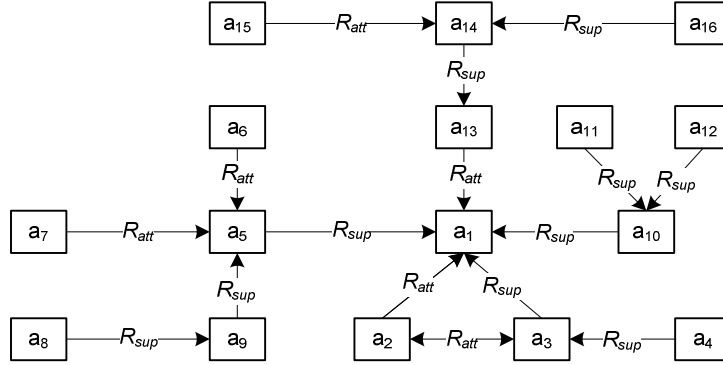 a15 Ratt a14 Rsup a16
Rsup
a6 a13 a11 a12
Ratt Ratt Rsup Rsup
a7 Ratt a5 Rsup a1 Rsup a10
Rsup Ratt Rsup
a8 Rsup a9 a2 Ratt a3 Rsup a4